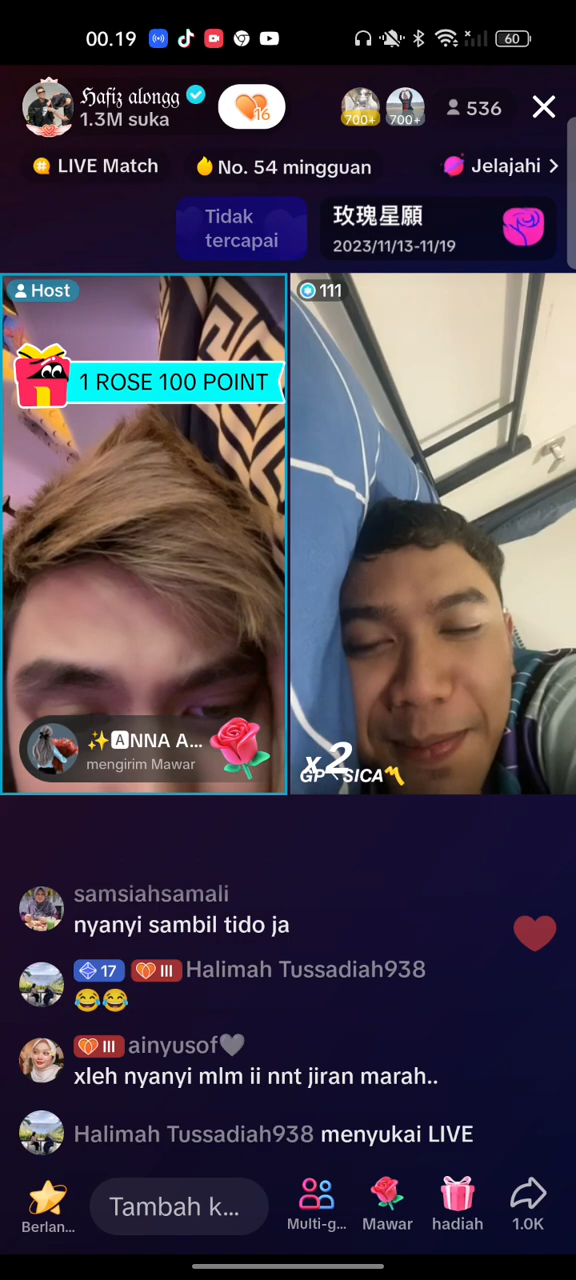 00.19
60
ℌ𝔞𝔣𝔦𝔷 𝔞𝔩𝔬𝔫𝔤𝔤
1.3M suka
16
700+
700+
536
LIVE Match
No. 54 mingguan
Jelajahi
Tidak
tercapai
玫瑰星願
2023/11/13-11/19
Host
111
1 ROSE 100 POINT
✨🅰NNA A...
mengirim Mawar
x2
samsiahsamali
nyanyi sambil tido ja
17 III Halimah Tussadiah938
😂😂
III ainyusof🖤
xleh nyanyi mlm ii nnt jiran marah..
Halimah Tussadiah938 menyukai LIVE
Tambah k...
Berlan...
Multi-g...
Mawar
hadiah
1.0K